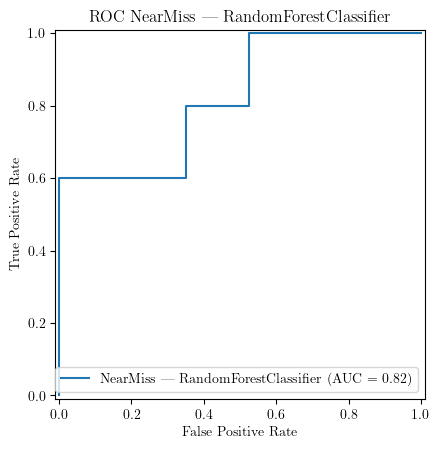 ROC NearMiss — RandomForestClassifier
True Positive Rate
1.0
0.8
0.6
0.4
0.2
0.0
NearMiss — RandomForestClassifier (AUC = 0.82)
0.0 0.2 0.4 0.6 0.8 1.0
False Positive Rate